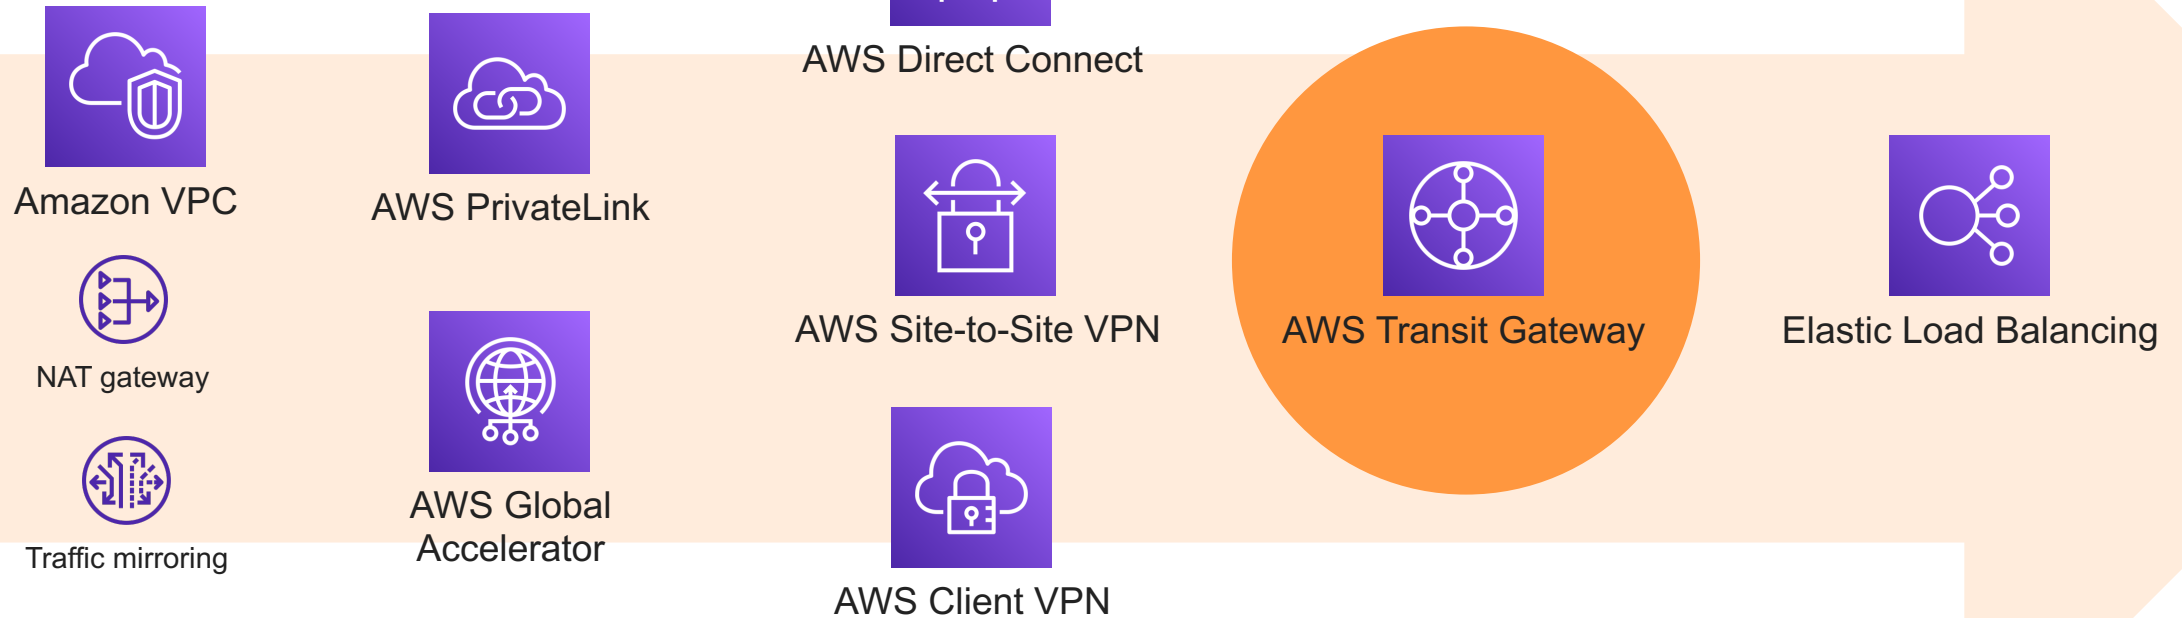 Amazon VPC
NAT gateway
Traffic mirroring
AWS PrivateLink
AWS Global
Accelerator
AWS Direct Connect
AWS Site-to-Site VPN
AWS Client VPN
AWS Transit Gateway
Elastic Load Balancing